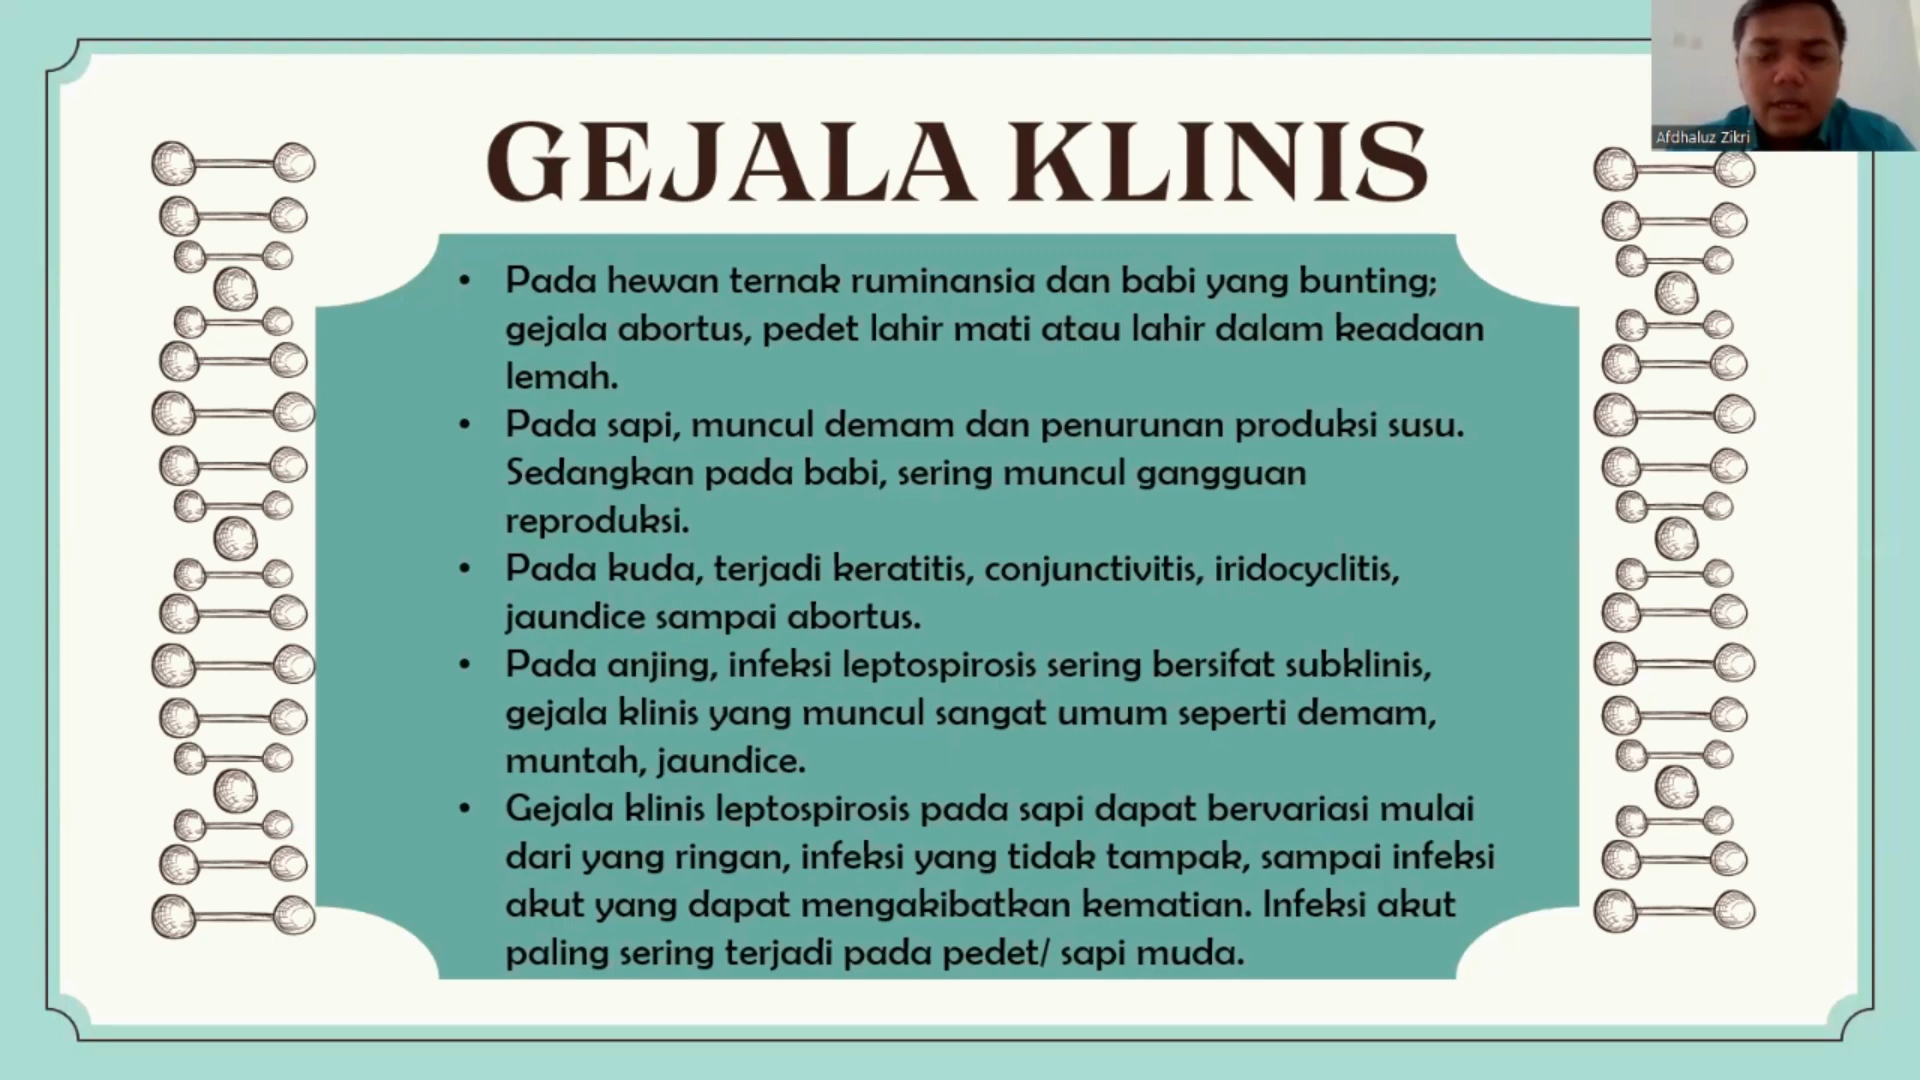 Afdhaluz Zikri
GEJALA KLINIS
• Pada hewan ternak ruminansia dan babi yang bunting;
gejala abortus, pedet lahir mati atau lahir dalam keadaan
lemah.
• Pada sapi, muncul demam dan penurunan produksi susu.
Sedangkan pada babi, sering muncul gangguan
reproduksi.
• Pada kuda, terjadi keratitis, conjunctivitis, iridocyclitis,
jaundice sampai abortus.
• Pada anjing, infeksi leptospirosis sering bersifat subklinis,
gejala klinis yang muncul sangat umum seperti demam,
muntah, jaundice.
• Gejala klinis leptospirosis pada sapi dapat bervariasi mulai
dari yang ringan, infeksi yang tidak tampak, sampai infeksi
akut yang dapat mengakibatkan kematian. Infeksi akut
paling sering terjadi pada pedet/ sapi muda.